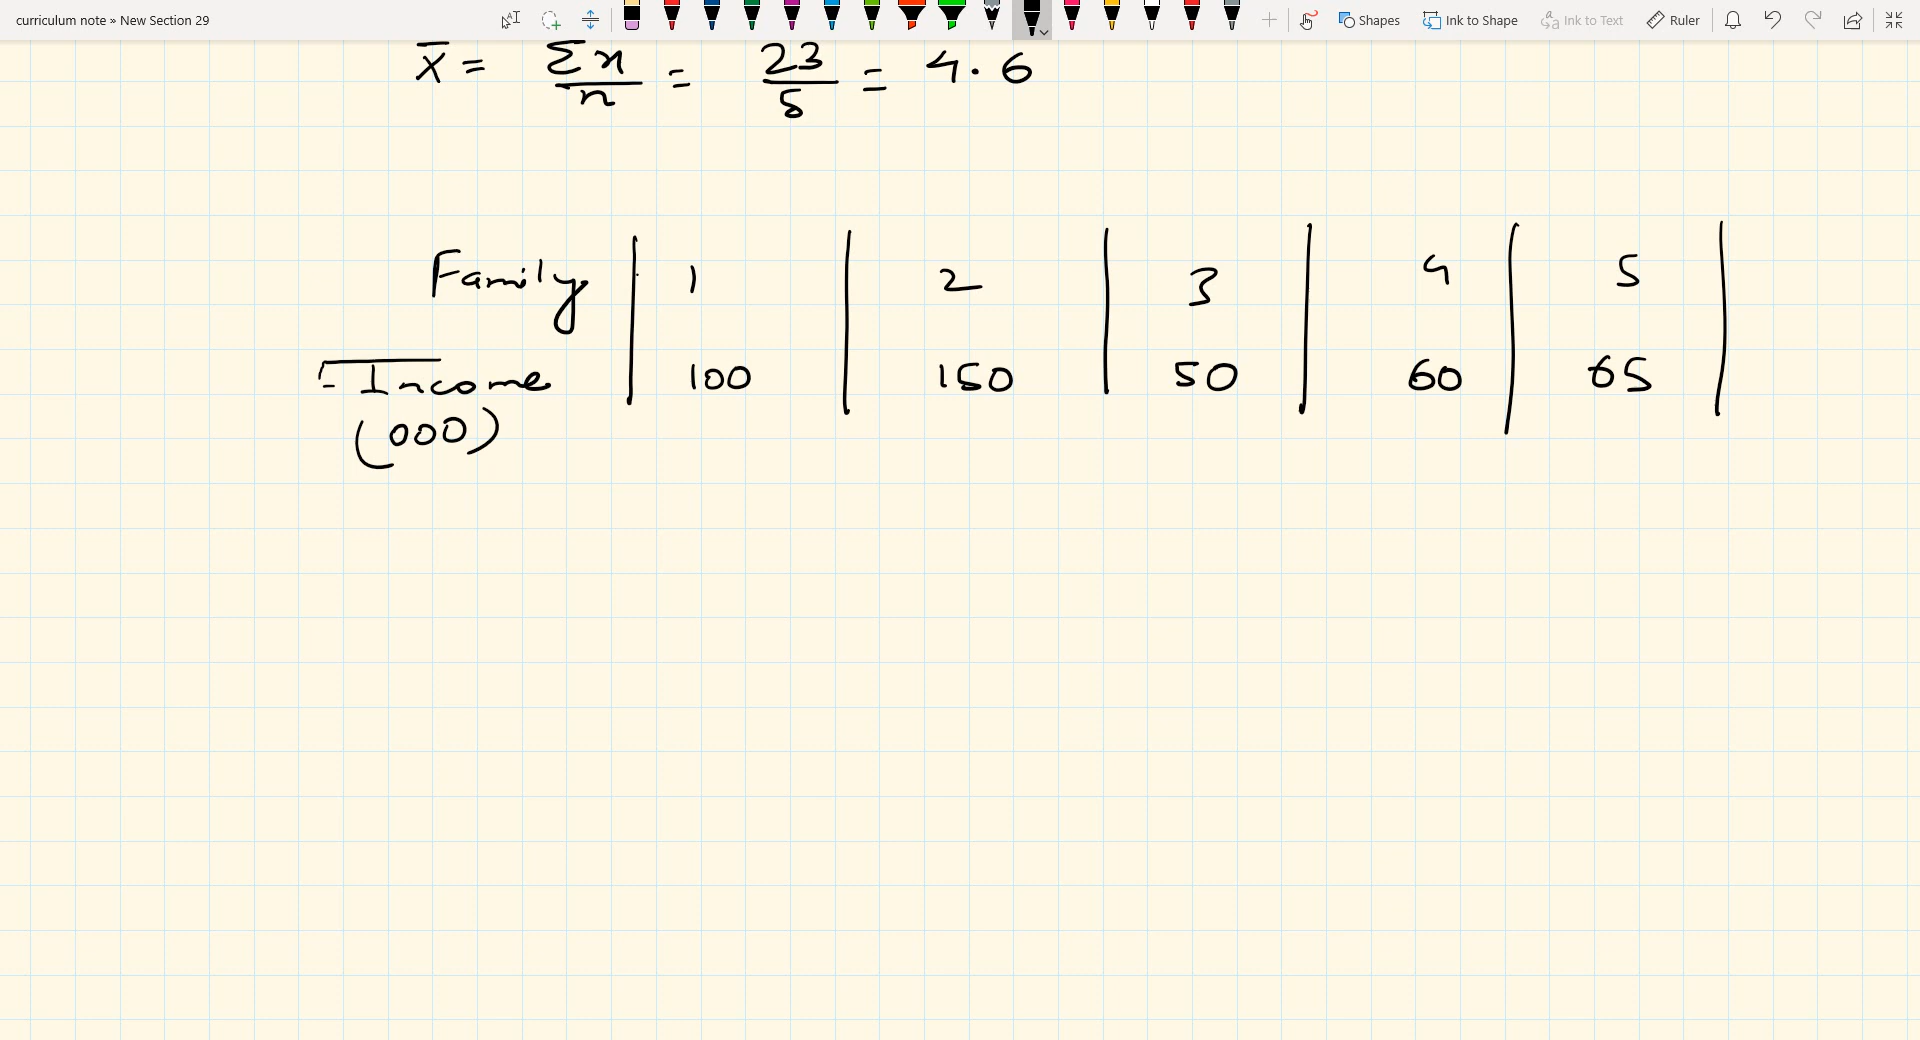 curriculum note » New Section 29 Shapes Ink to Shape Ink to Text Ruler
X̄ = Σx/n = 23/5 = 4.6
Family | 1 | 2 | 3 | 4 | 5 |
Income | 100 | 150 | 50 | 60 | 65 |
(000)